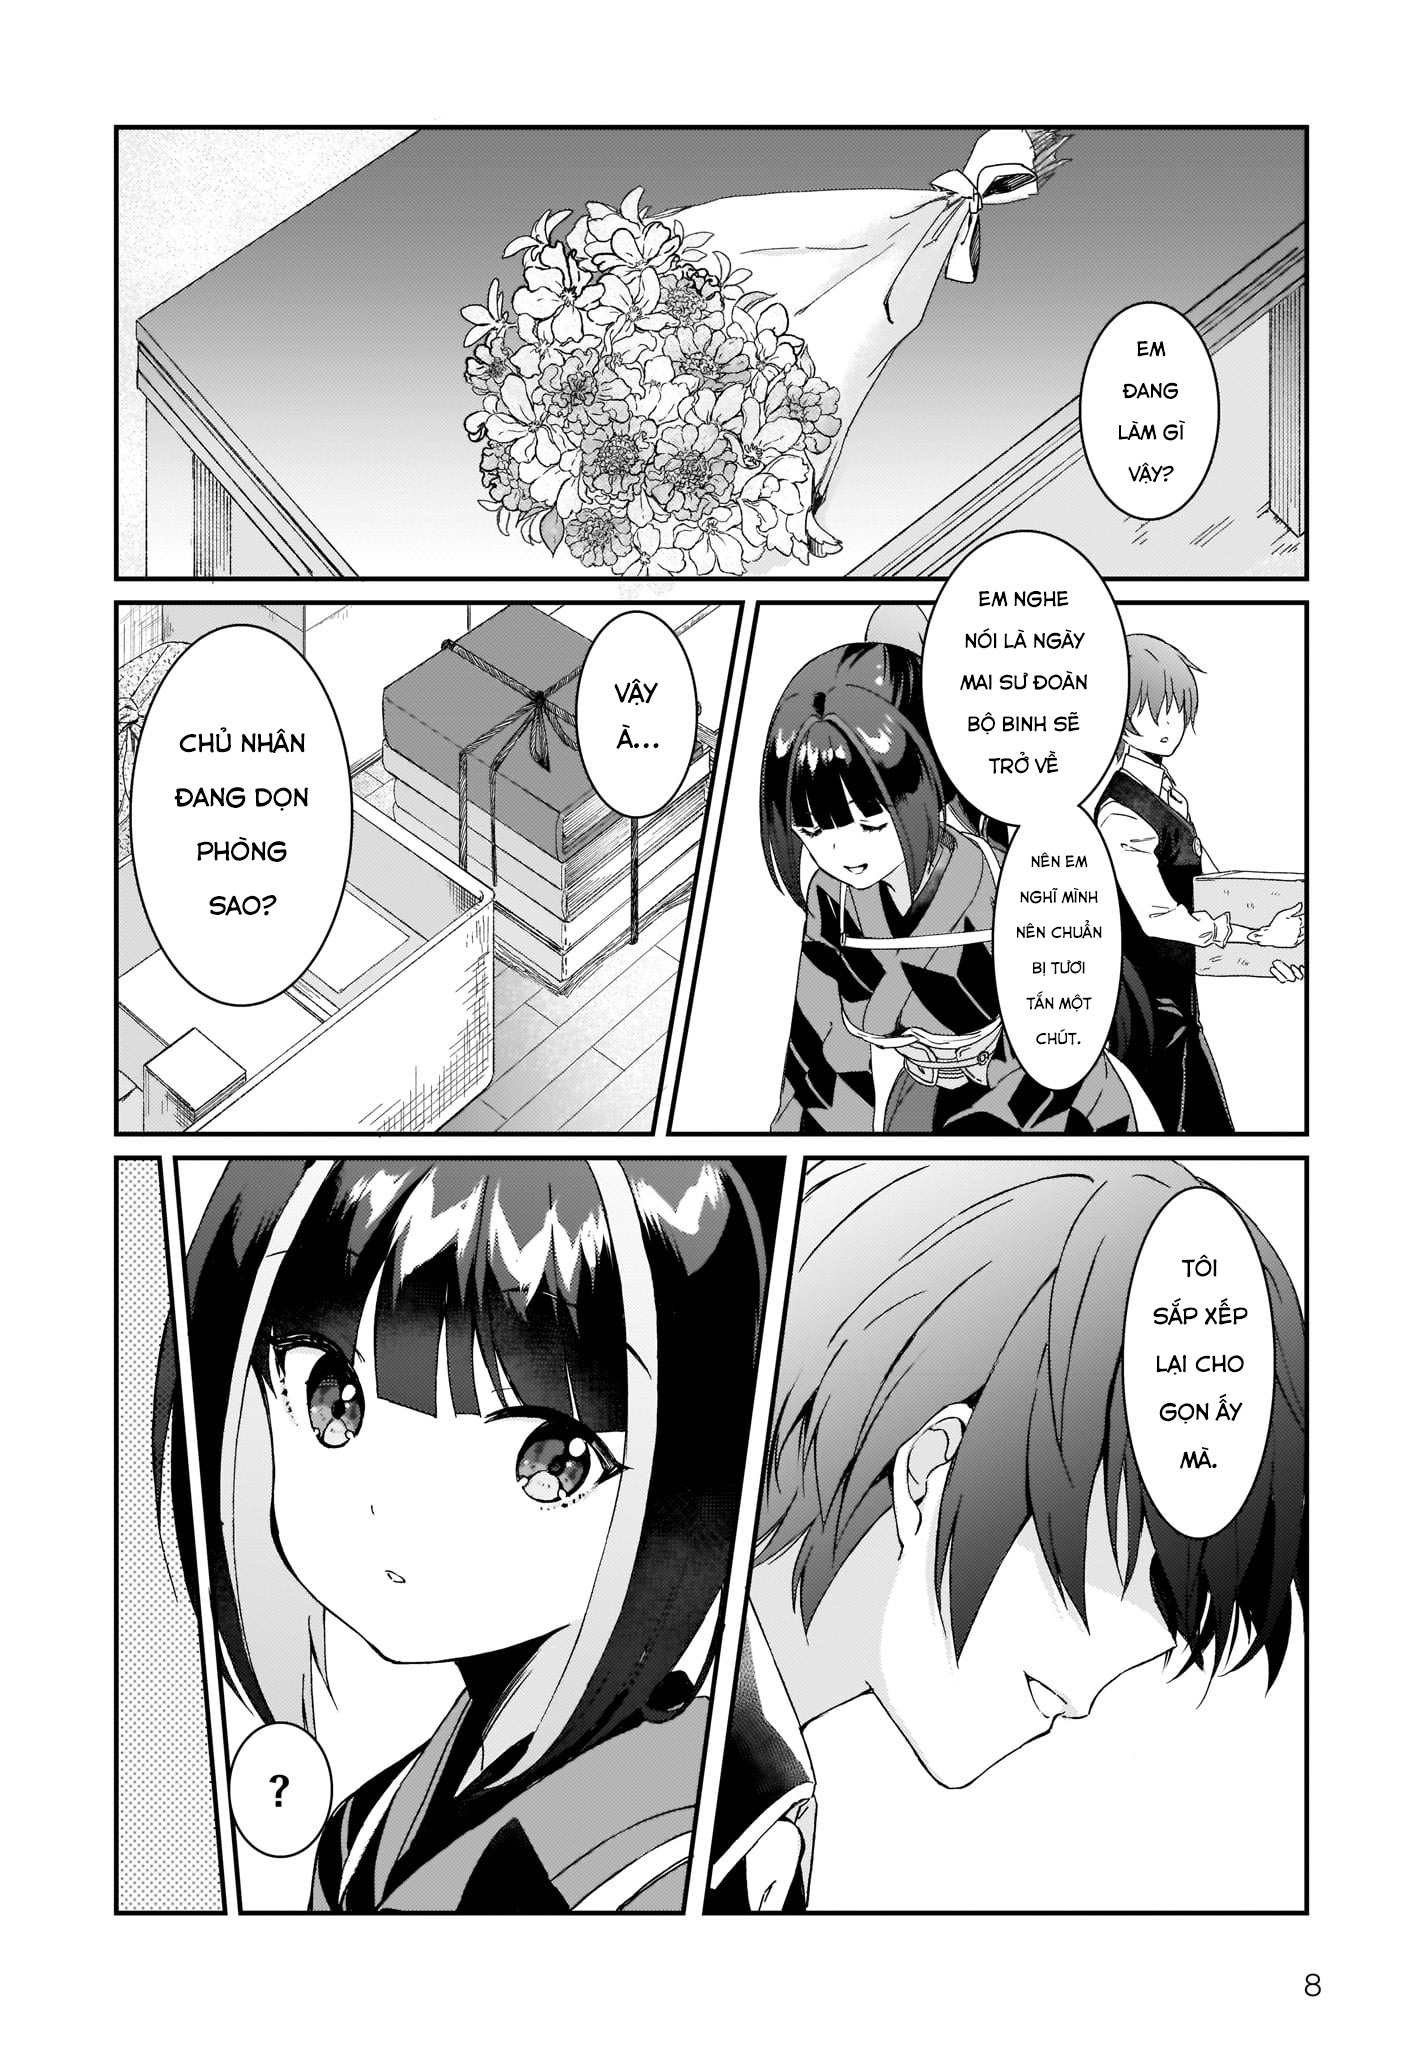 EM
ĐANG
LÀM GÌ
VẬY?
EM NGHE
NÓI LÀ NGÀY
MAI SƯ ĐOÀN
BỘ BINH SẼ
TRỞ VỀ
NÊN EM
NGHĨ MÌNH
NÊN CHUẨN
BỊ TƯƠI
TẮN MỘT
CHÚT.
VẬY
À...
CHỦ NHÂN
ĐANG DỌN
PHÒNG
SAO?
TÔI
SẮP XẾP
LẠI CHO
GỌN ẤY
MÀ.
?
8